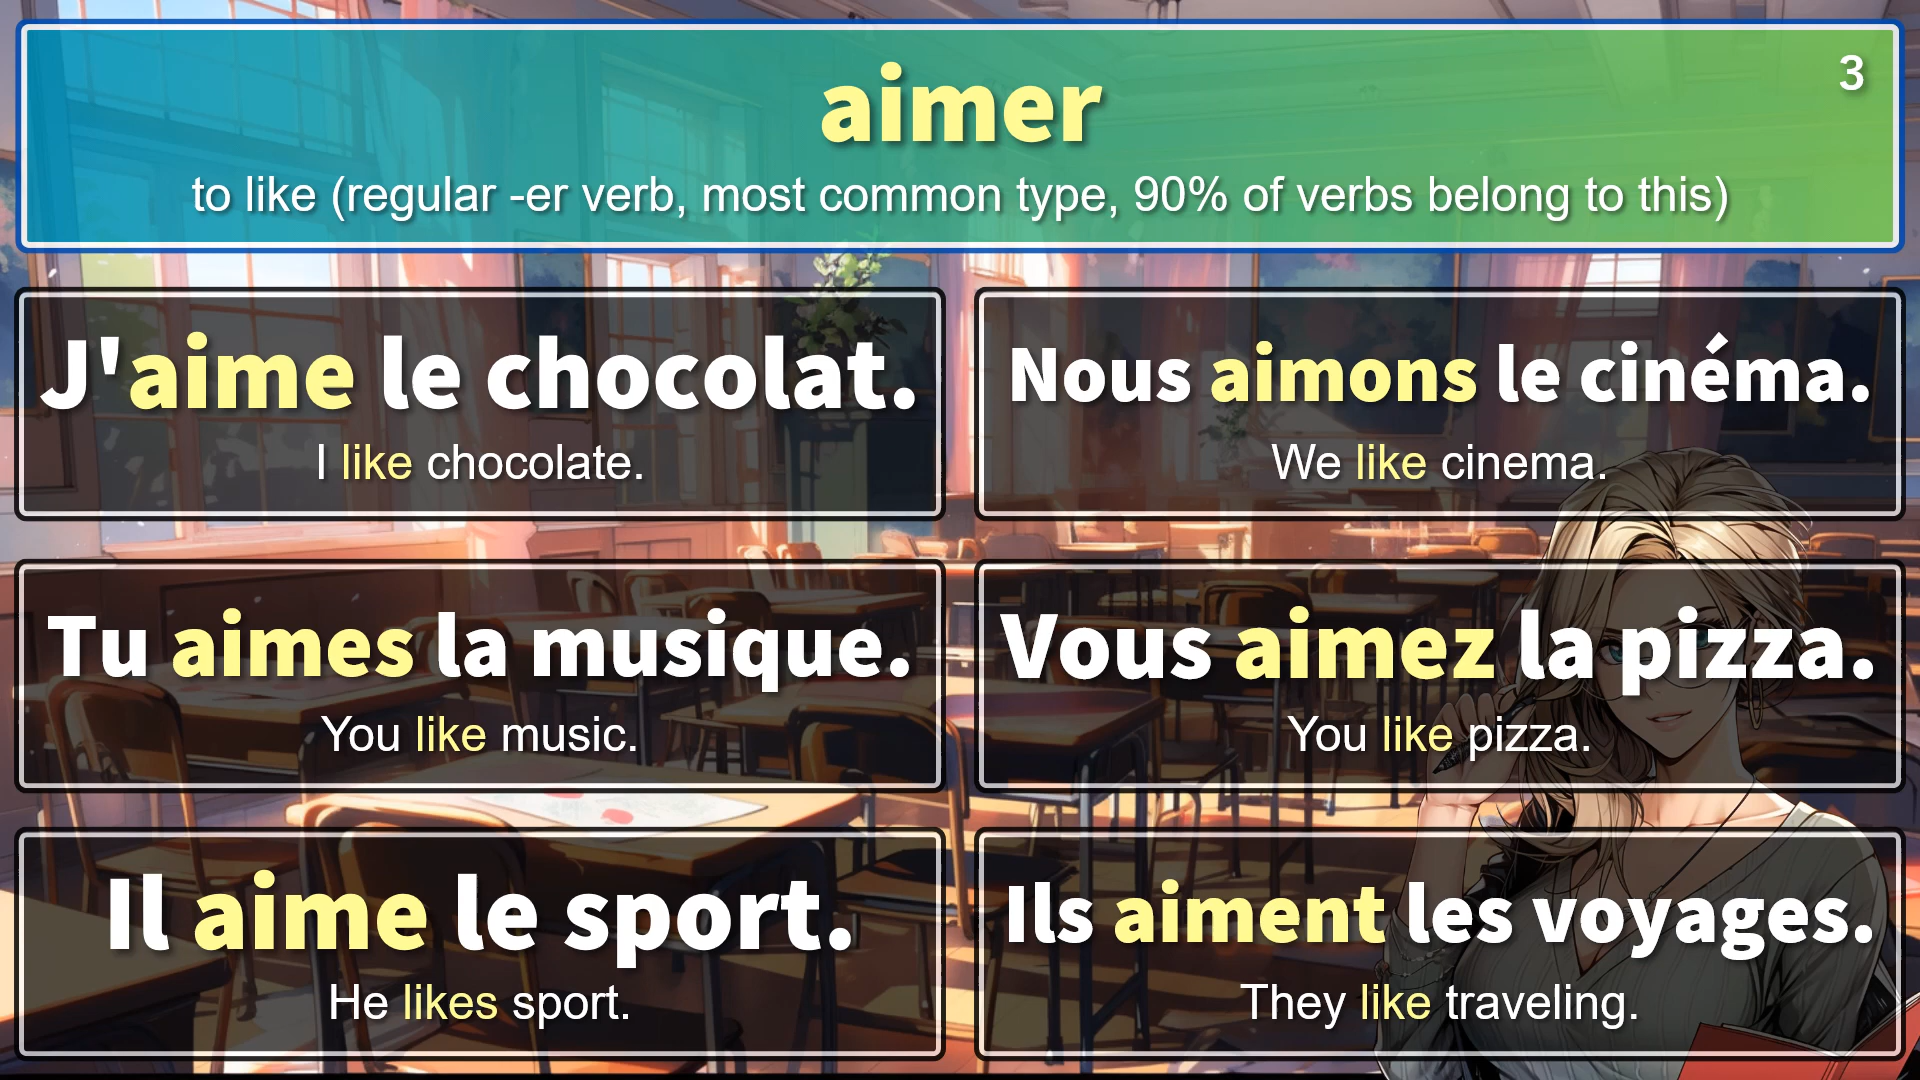 aimer
3
to like (regular -er verb, most common type, 90% of verbs belong to this)
J'aime le chocolat.
I like chocolate.
Nous aimons le cinéma.
We like cinema.
Tu aimes la musique.
You like music.
Vous aimez la pizza.
You like pizza.
Il aime le sport.
He likes sport.
Ils aiment les voyages.
They like traveling.